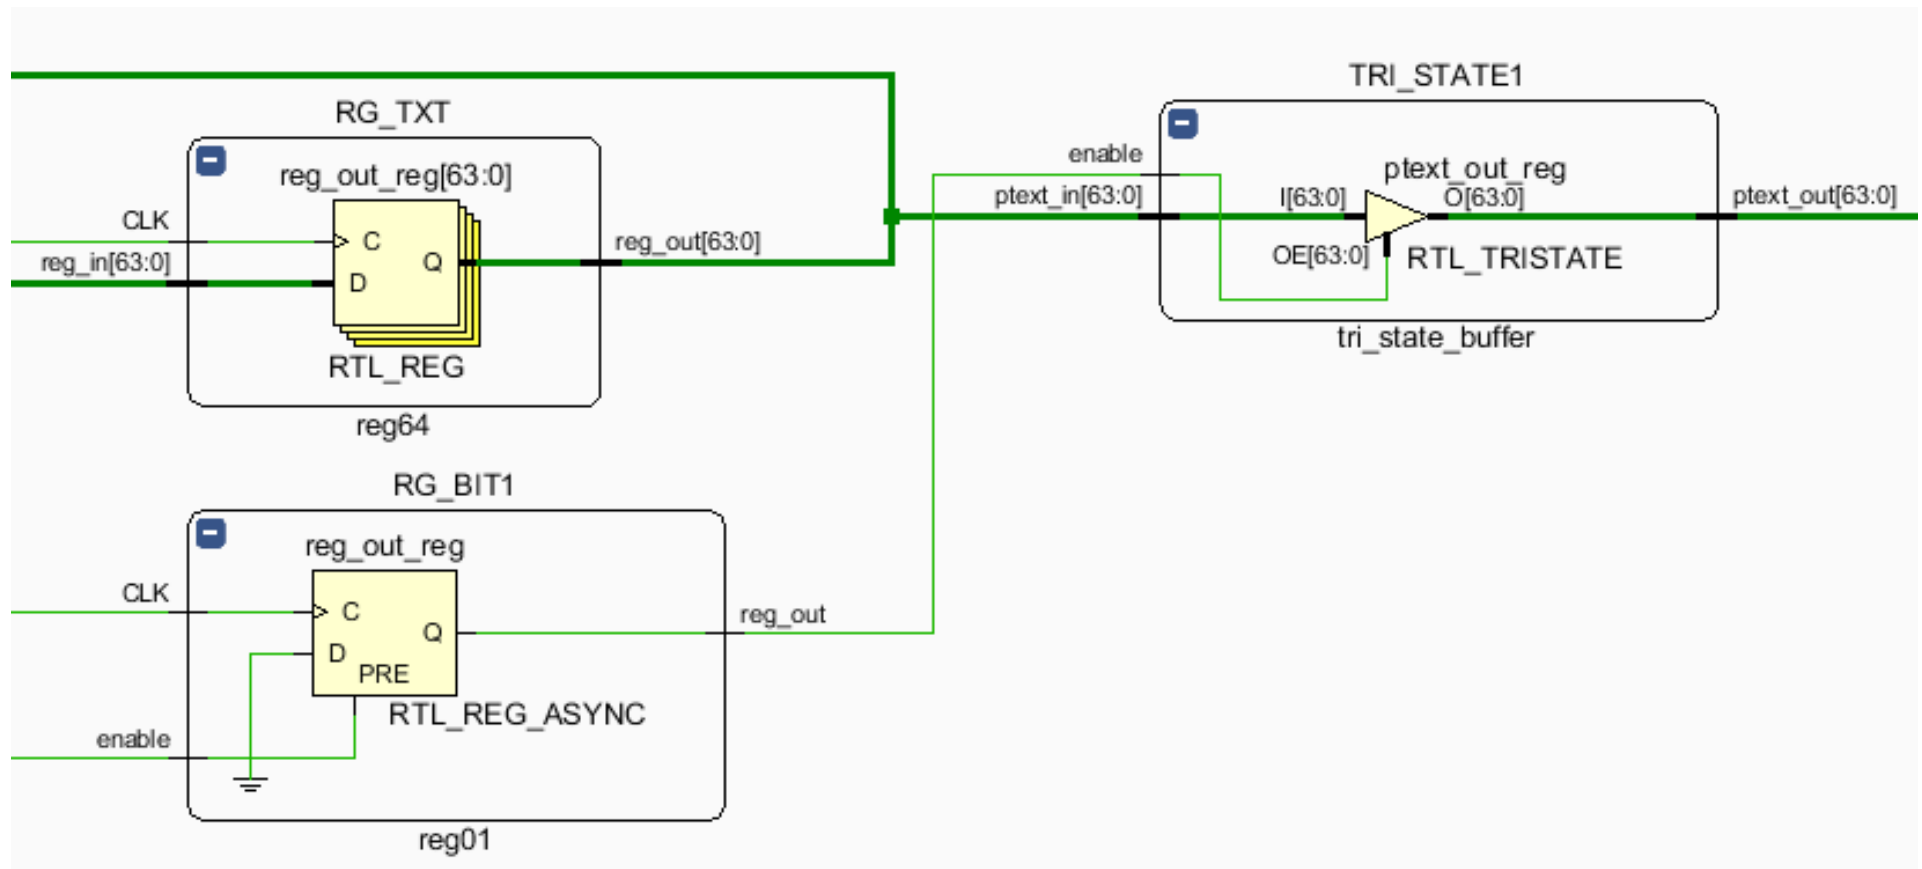 RG_TXT
reg_out_reg[63:0]
CLK
C
reg_in[63:0]
D
Q
reg_out[63:0]
RTL_REG
reg64
TRI_STATE1
enable
ptext_in[63:0]
ptext_out_reg
I[63:0]
O[63:0]
ptext_out[63:0]
OE[63:0]
RTL_TRISTATE
tri_state_buffer
RG_BIT1
reg_out_reg
CLK
C
Q
reg_out
D
PRE
RTL_REG_ASYNC
enable
reg01